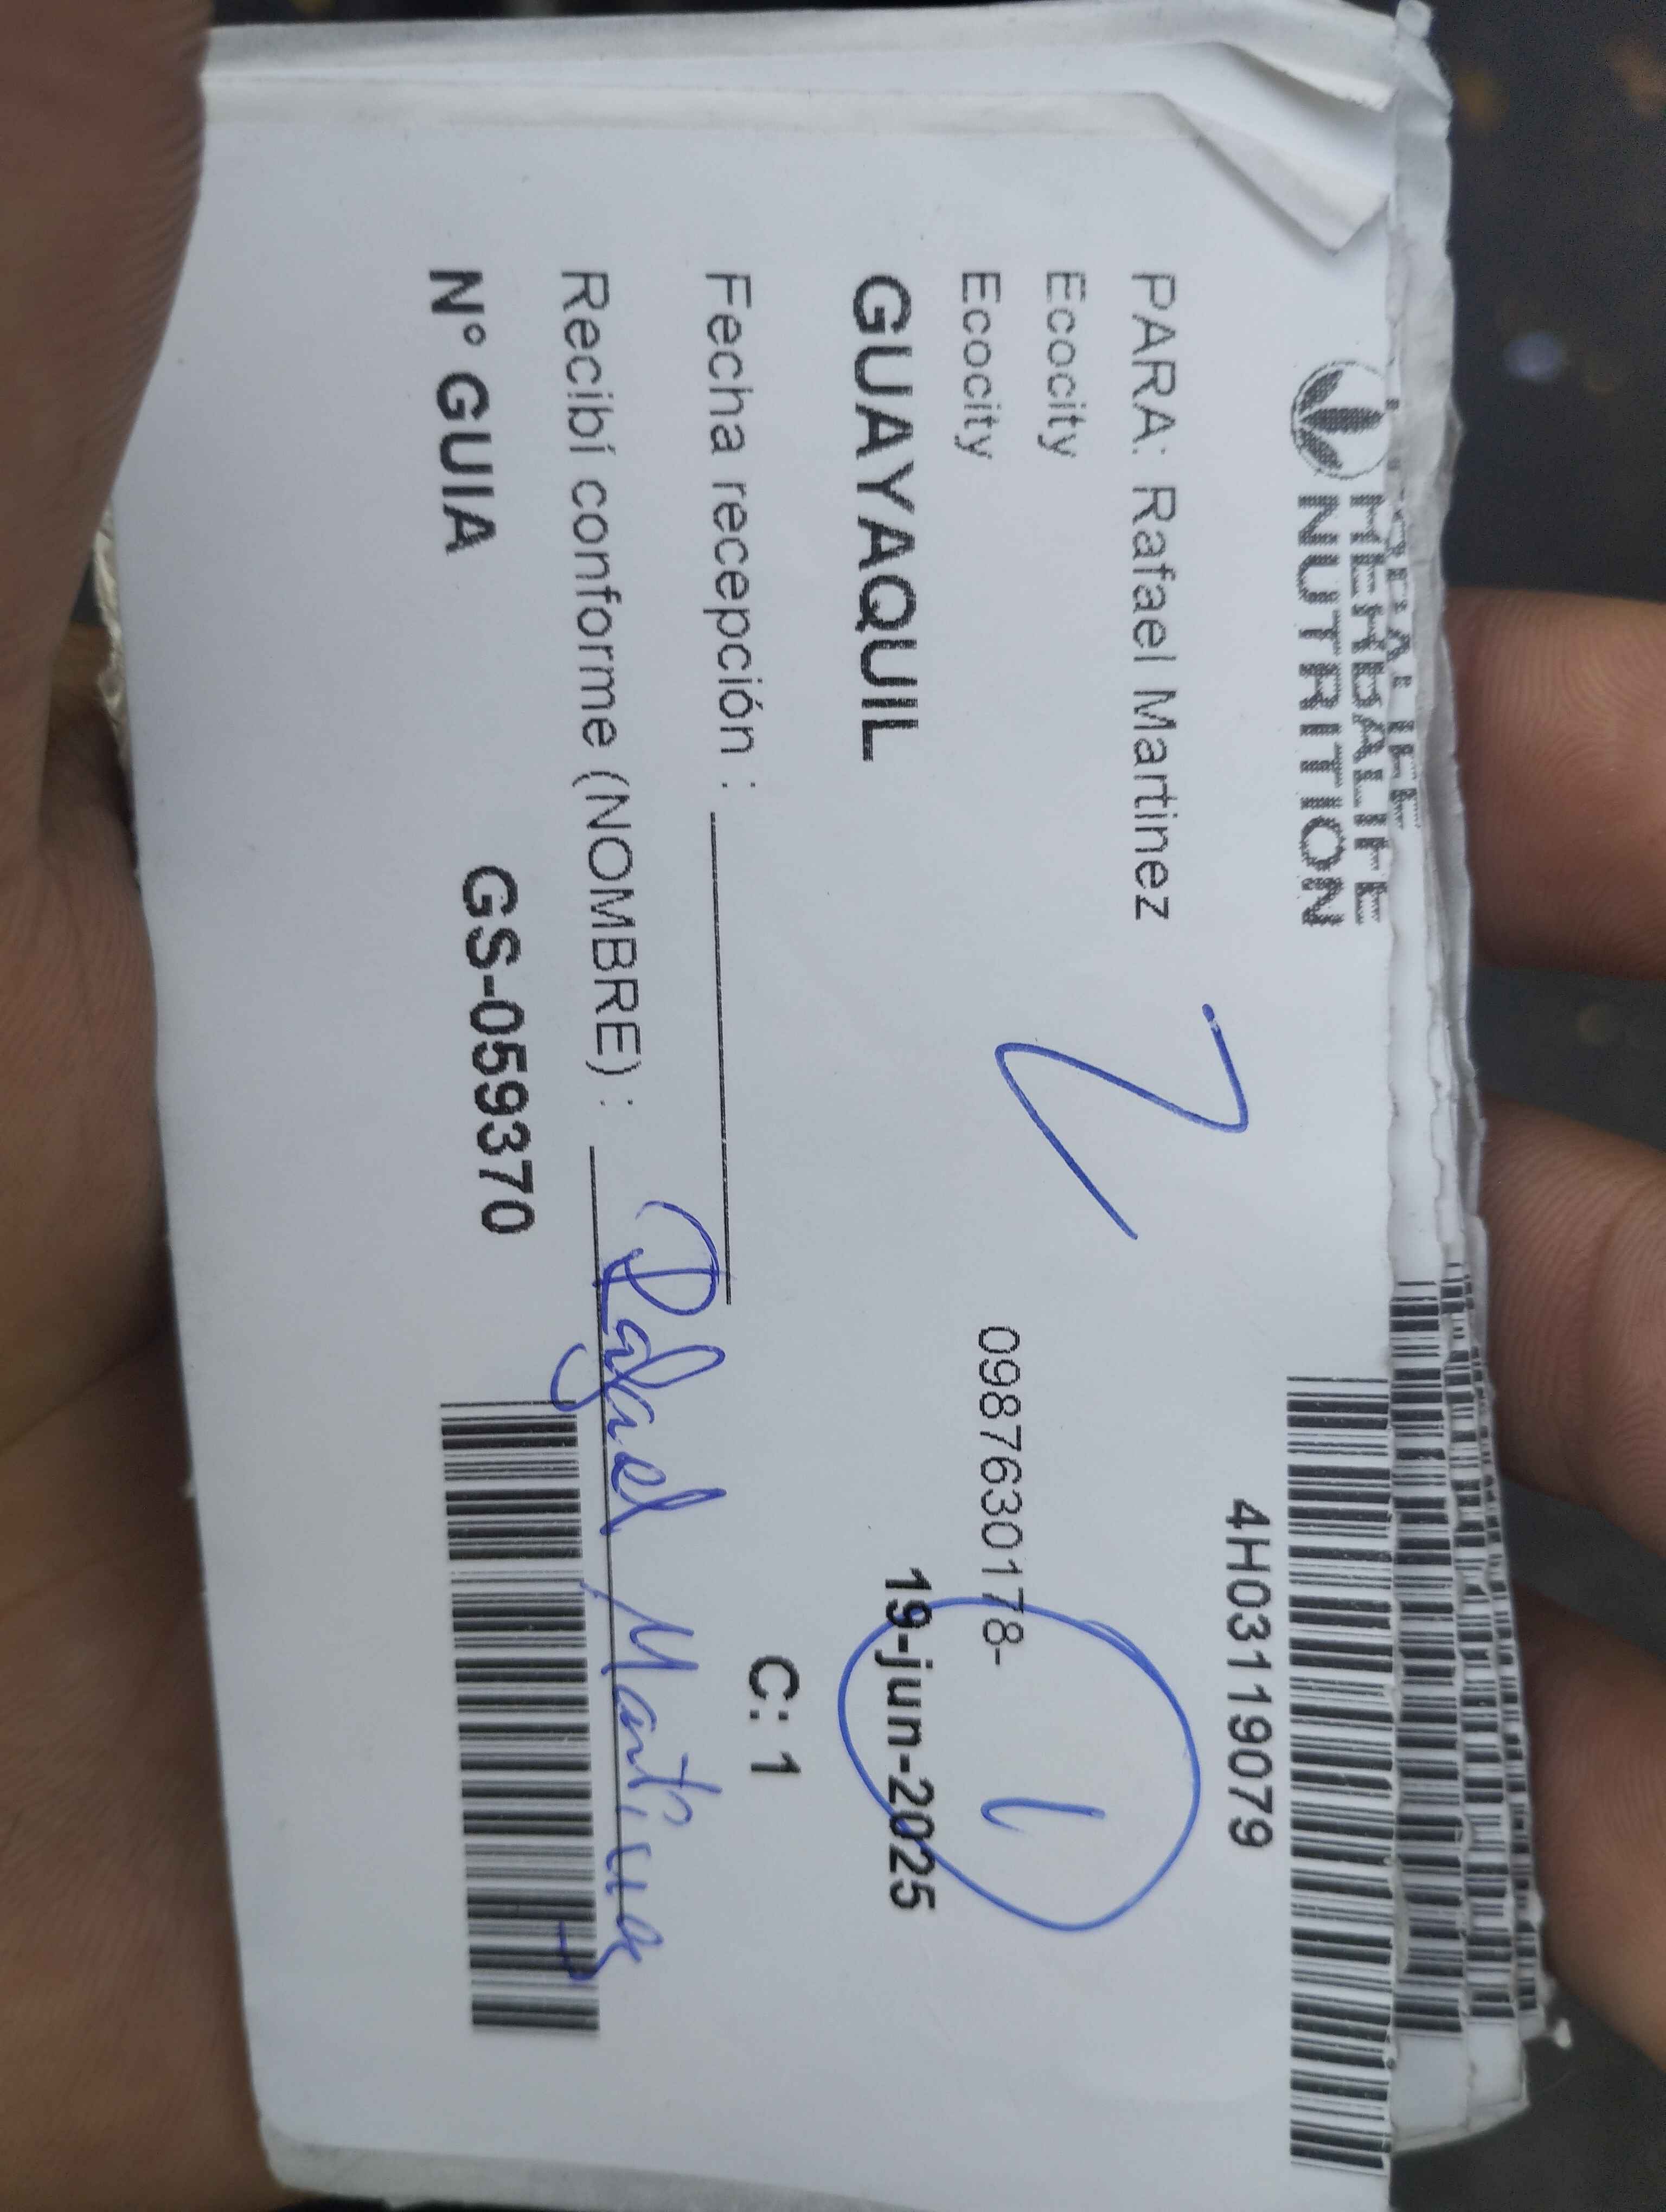 HERBALIFE
NUTRITION
4H03119079
PARA: Rafael Martinez
Ecocity
Ecocity
0987630178-
1
GUAYAQUIL
19-jun-2025
Fecha recepción :
C: 1
Recibí conforme (NOMBRE) : Rafael Martinez
N° GUIA
GS-059370